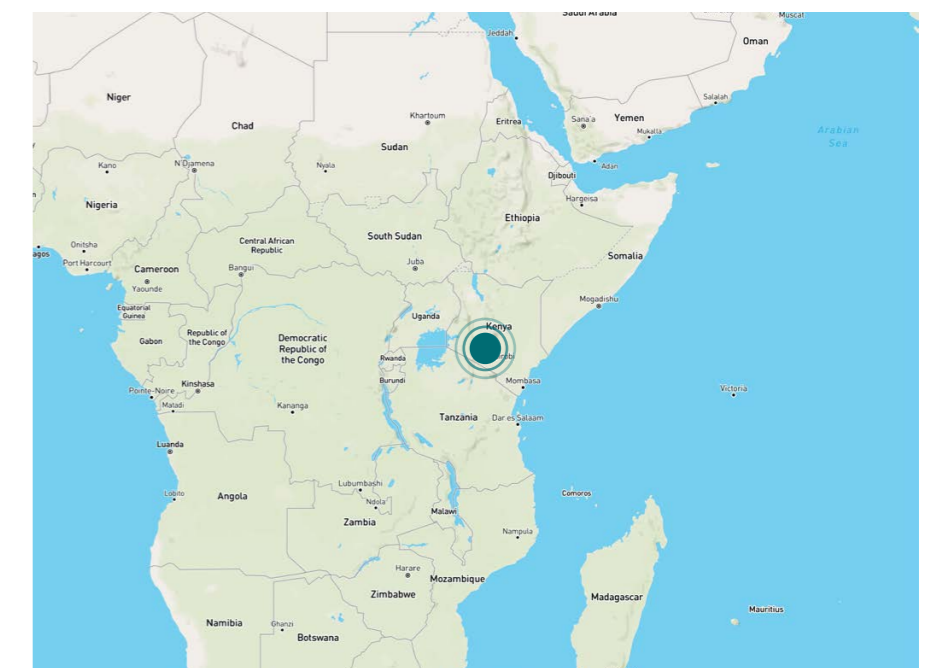 Saudi Arabia
Muscat
Jeddah
Oman
Niger
Salalah
Chad
Khartoum
Eritrea
Sana'a
Yemen
Mukalla
Arabian
Sea
Sudan
Kano
N'Djamena
Nyala
Adan
Djibouti
Nigeria
Hargeisa
Ethiopia
Onitsha
Central African
Republic
South Sudan
agos
Port Harcourt
Cameroon
Bangui
Juba
Somalia
Yaounde
Mogadishu
Equatorial
Guinea
Uganda
Kenya
Gabon
Republic of
the Congo
Democratic
Republic of
the Congo
Rwanda
robi
Burundi
Kinshasa
Mombasa
Pointe-Noire
Matadi
Kananga
Victoria
Tanzania
Dar es Salaam
Luanda
Lubumbashi
Lobito
Angola
Ndola
Comoros
Malawi
Zambia
Nampula
Harare
Mozambique
Zimbabwe
Madagascar
Mauritius
Namibia
Ghanzi
Botswana